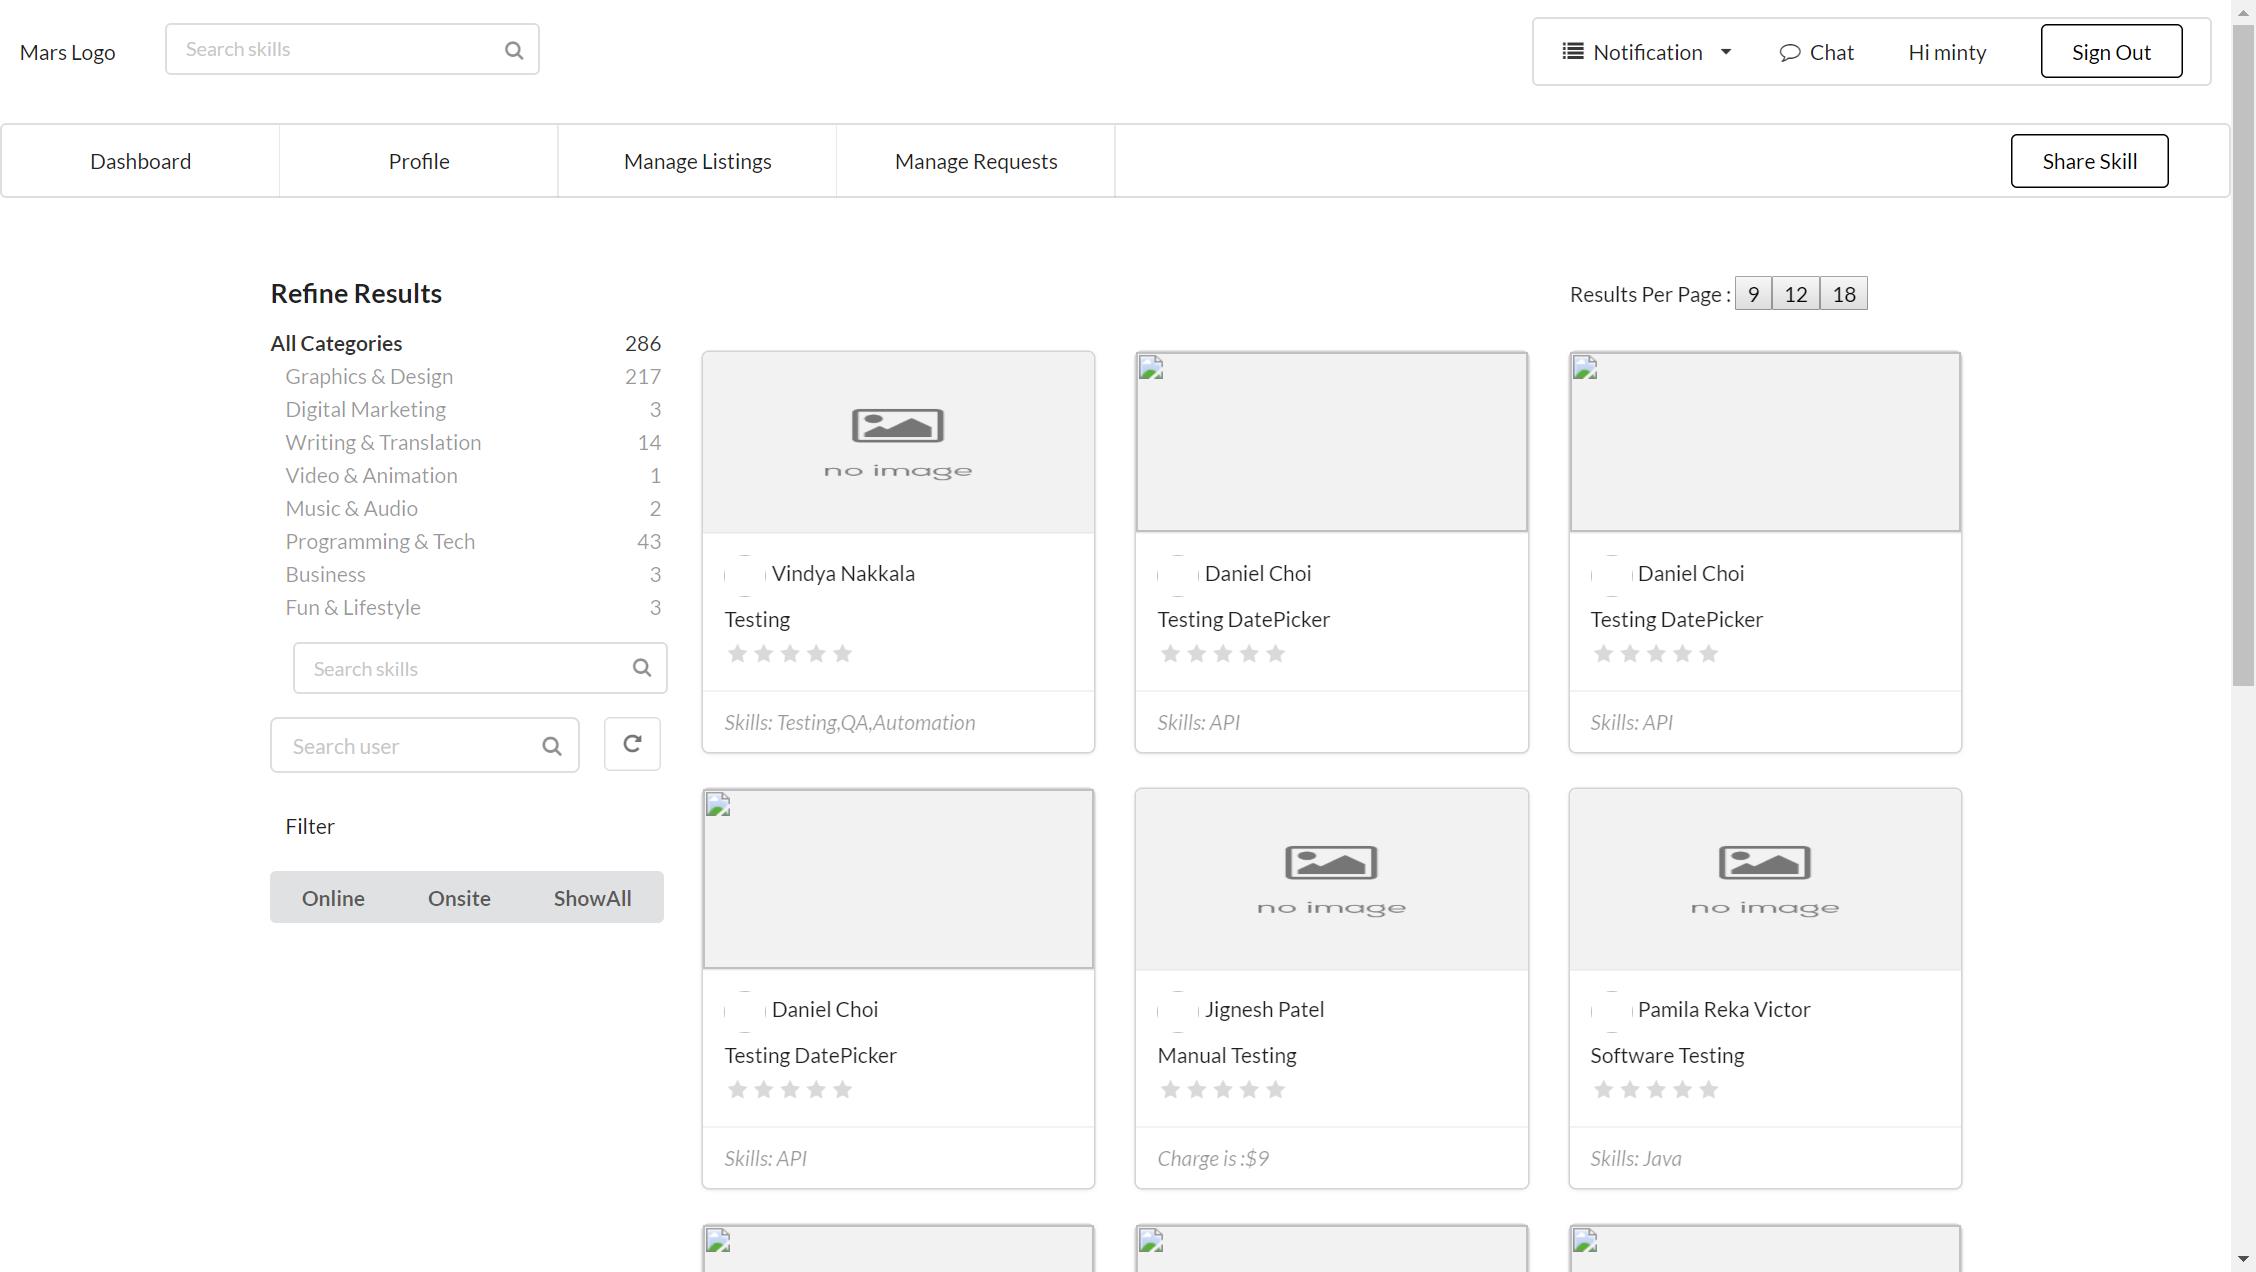 Mars Logo
Search skills
Notification
Chat
Hi minty
Sign Out
Dashboard
Profile
Manage Listings
Manage Requests
Share Skill
Refine Results
Results Per Page : 9 12 18
All Categories 286
Graphics & Design 217
Digital Marketing 3
Writing & Translation 14
Video & Animation 1
Music & Audio 2
Programming & Tech 43
Business 3
Fun & Lifestyle 3
Search skills
Search user
Filter
Online Onsite ShowAll
no image
Vindya Nakkala
Testing
Skills: Testing,QA,Automation
Daniel Choi
Testing DatePicker
Skills: API
Daniel Choi
Testing DatePicker
Skills: API
Daniel Choi
Testing DatePicker
Skills: API
no image
Jignesh Patel
Manual Testing
Charge is :$9
no image
Pamila Reka Victor
Software Testing
Skills: Java